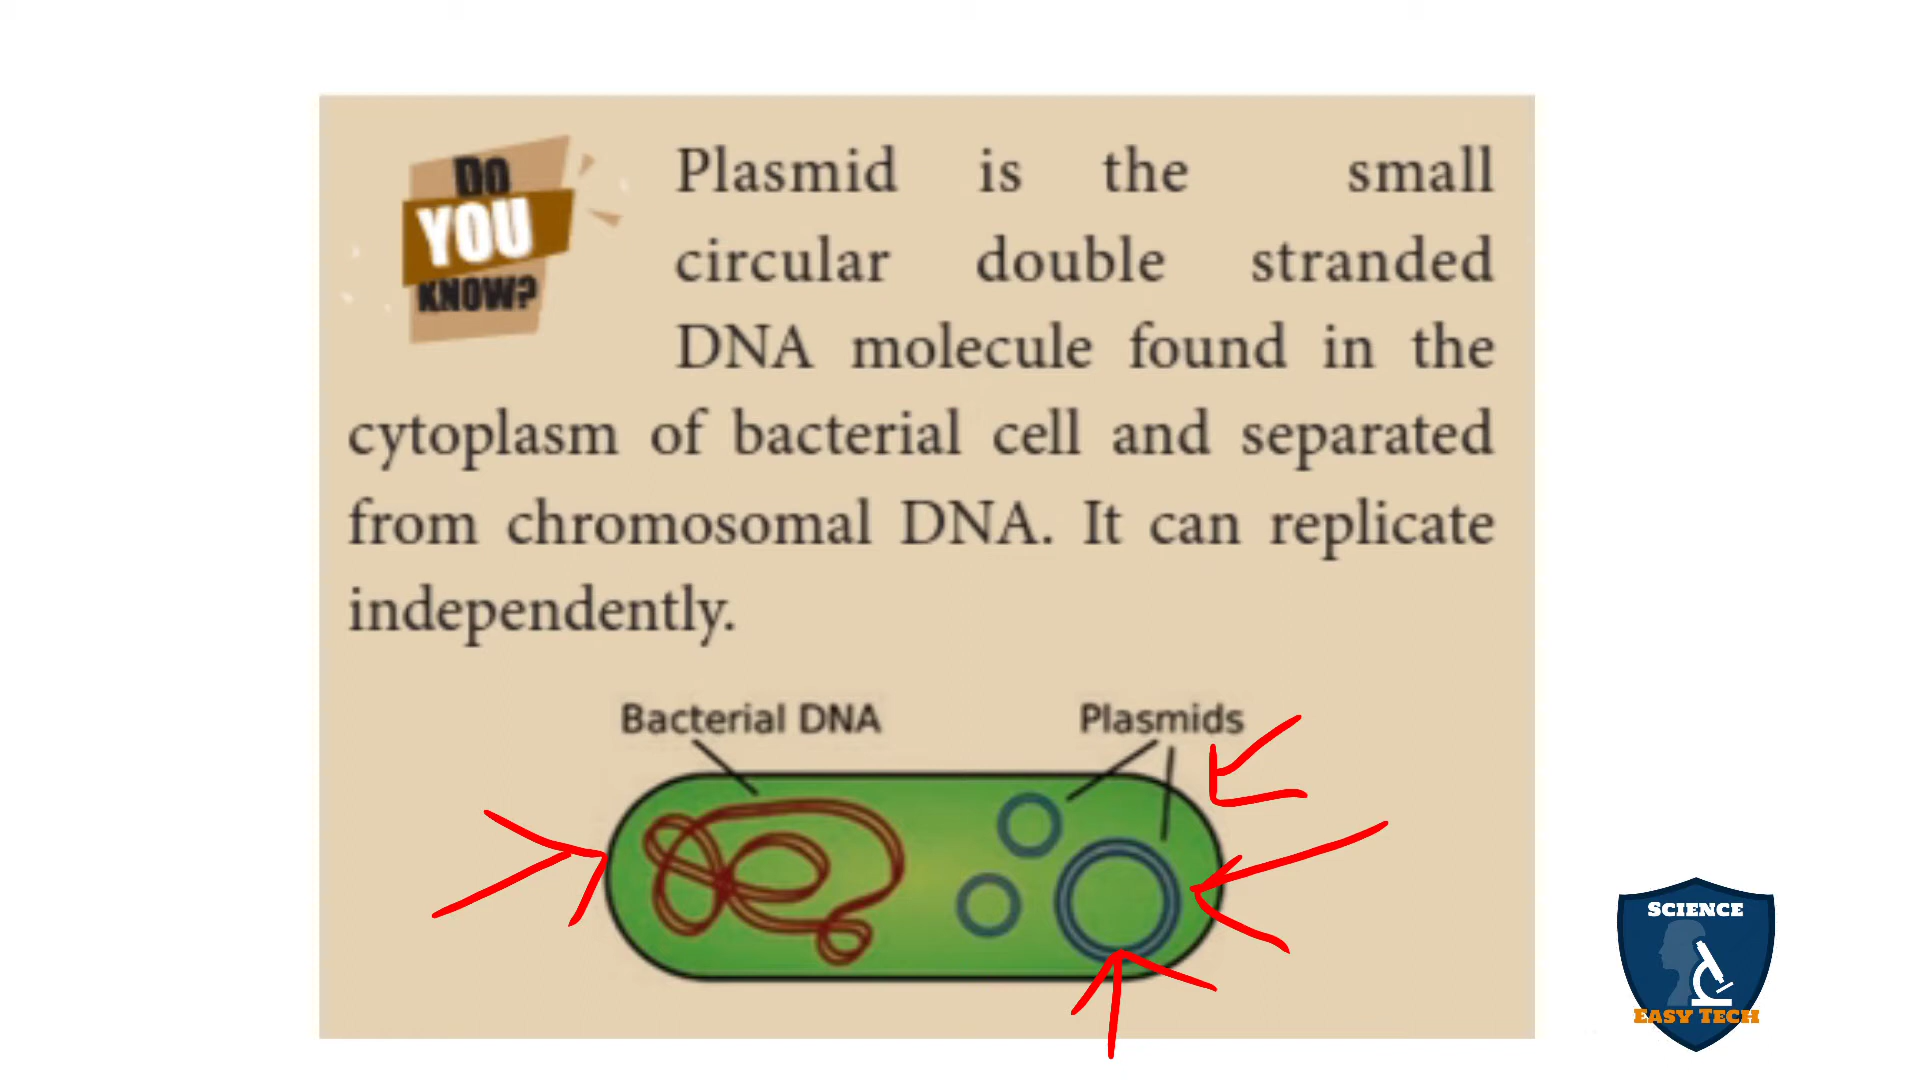 DO
YOU
KNOW?
Plasmid is the small
circular double stranded
DNA molecule found in the
cytoplasm of bacterial cell and separated
from chromosomal DNA. It can replicate
independently.
Bacterial DNA
Plasmids
SCIENCE
EASY TECH